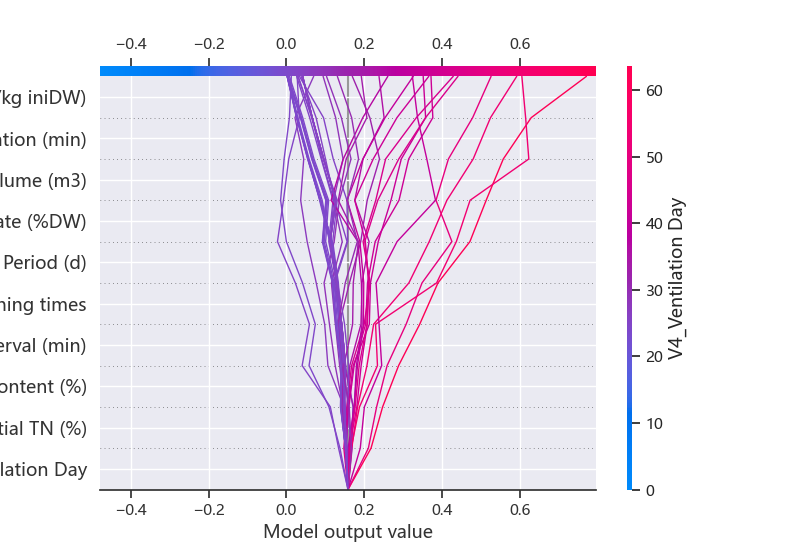 −0.4 −0.2 0.0 0.2 0.4 0.6
/kg iniDW)
tion (min)
lume (m3)
ate (%DW)
Period (d)
ning times
erval (min)
ontent (%)
tial TN (%)
lation Day
−0.4 −0.2 0.0 0.2 0.4 0.6
Model output value
60
50
40
30
20
10
0
V4_Ventilation Day